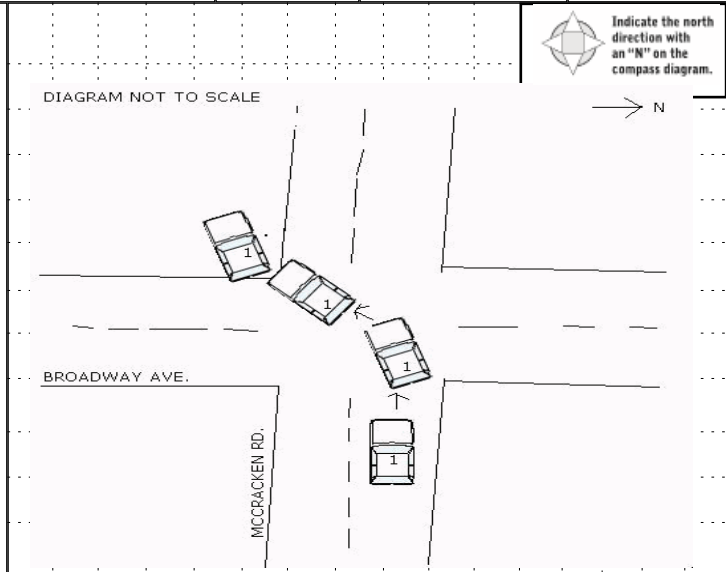 Indicate the north
direction with
an “N” on the
compass diagram.
DIAGRAM NOT TO SCALE
N
1
1
1
BROADWAY AVE.
MCCRACKEN RD.
1